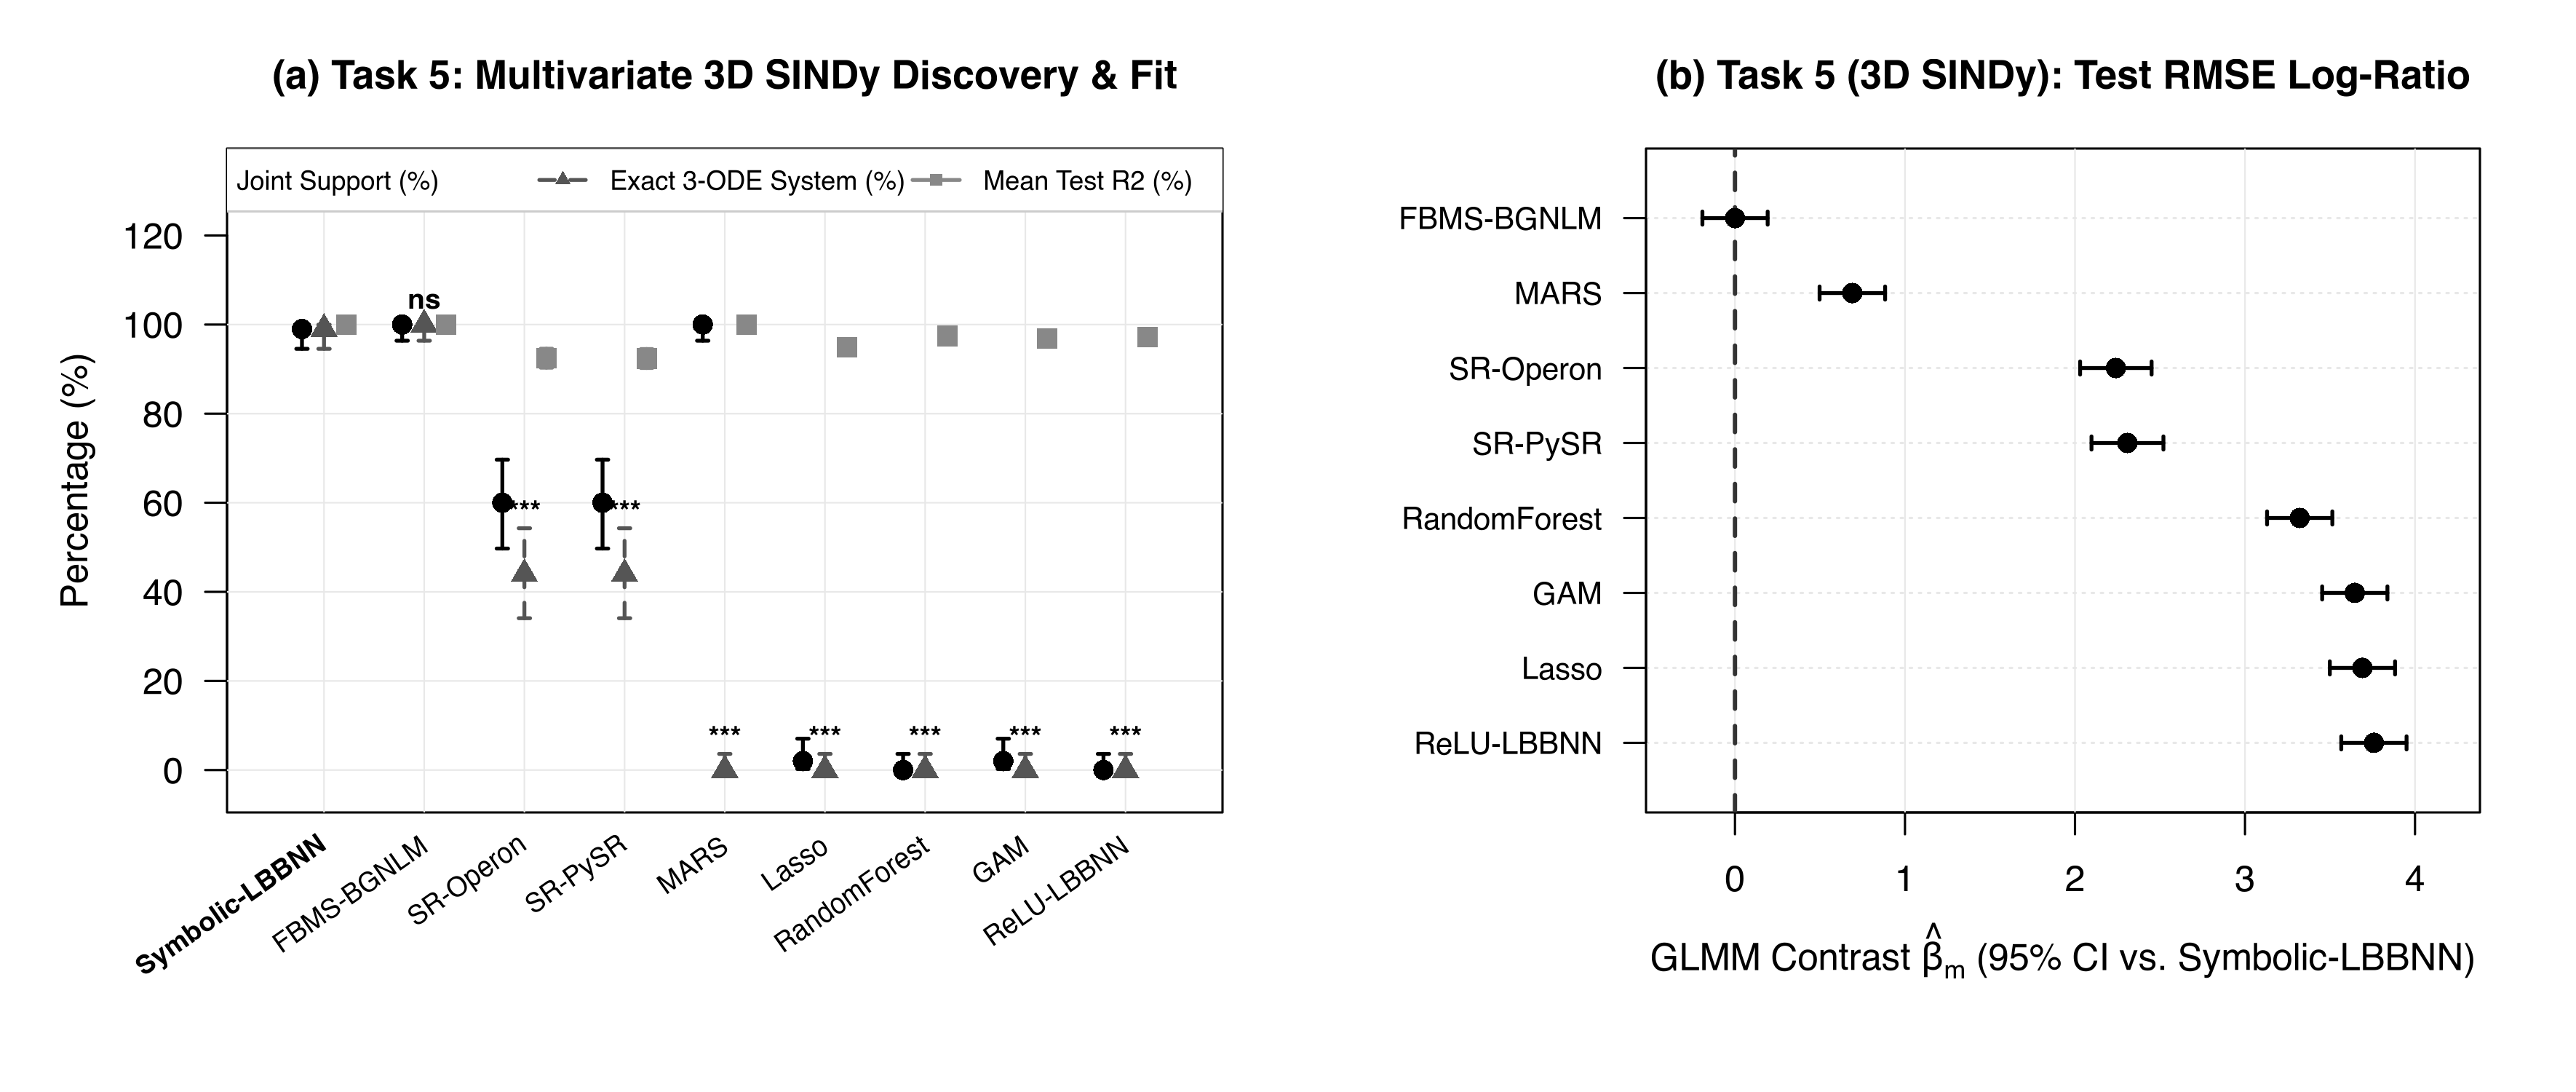 (a) Task 5: Multivariate 3D SINDy Discovery & Fit
Joint Support (%) Exact 3-ODE System (%) Mean Test R2 (%)
Percentage (%)
120
100
80
60
40
20
0
ns
***
***
***
***
***
***
***
Symbolic-LBBNN
FBMS-BGNLM
SR-Operon
SR-PySR
MARS
Lasso
RandomForest
GAM
ReLU-LBBNN
(b) Task 5 (3D SINDy): Test RMSE Log-Ratio
FBMS-BGNLM
MARS
SR-Operon
SR-PySR
RandomForest
GAM
Lasso
ReLU-LBBNN
0 1 2 3 4
GLMM Contrast β̂m (95% CI vs. Symbolic-LBBNN)